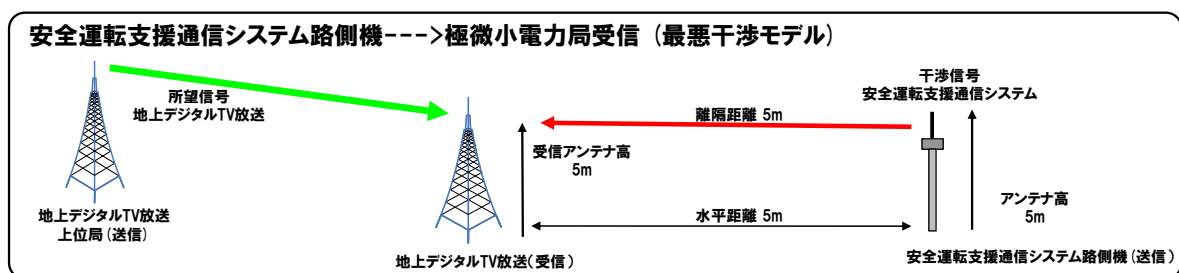 安全運転支援通信システム路側機--->極微小電力局受信（最悪干渉モデル）
所望信号
地上デジタルTV放送
干渉信号
安全運転支援通信システム
離隔距離 5m
受信アンテナ高
5m
地上デジタルTV放送
上位局（送信）
水平距離 5m
アンテナ高
5m
地上デジタルTV放送（受信）
安全運転支援通信システム路側機（送信）